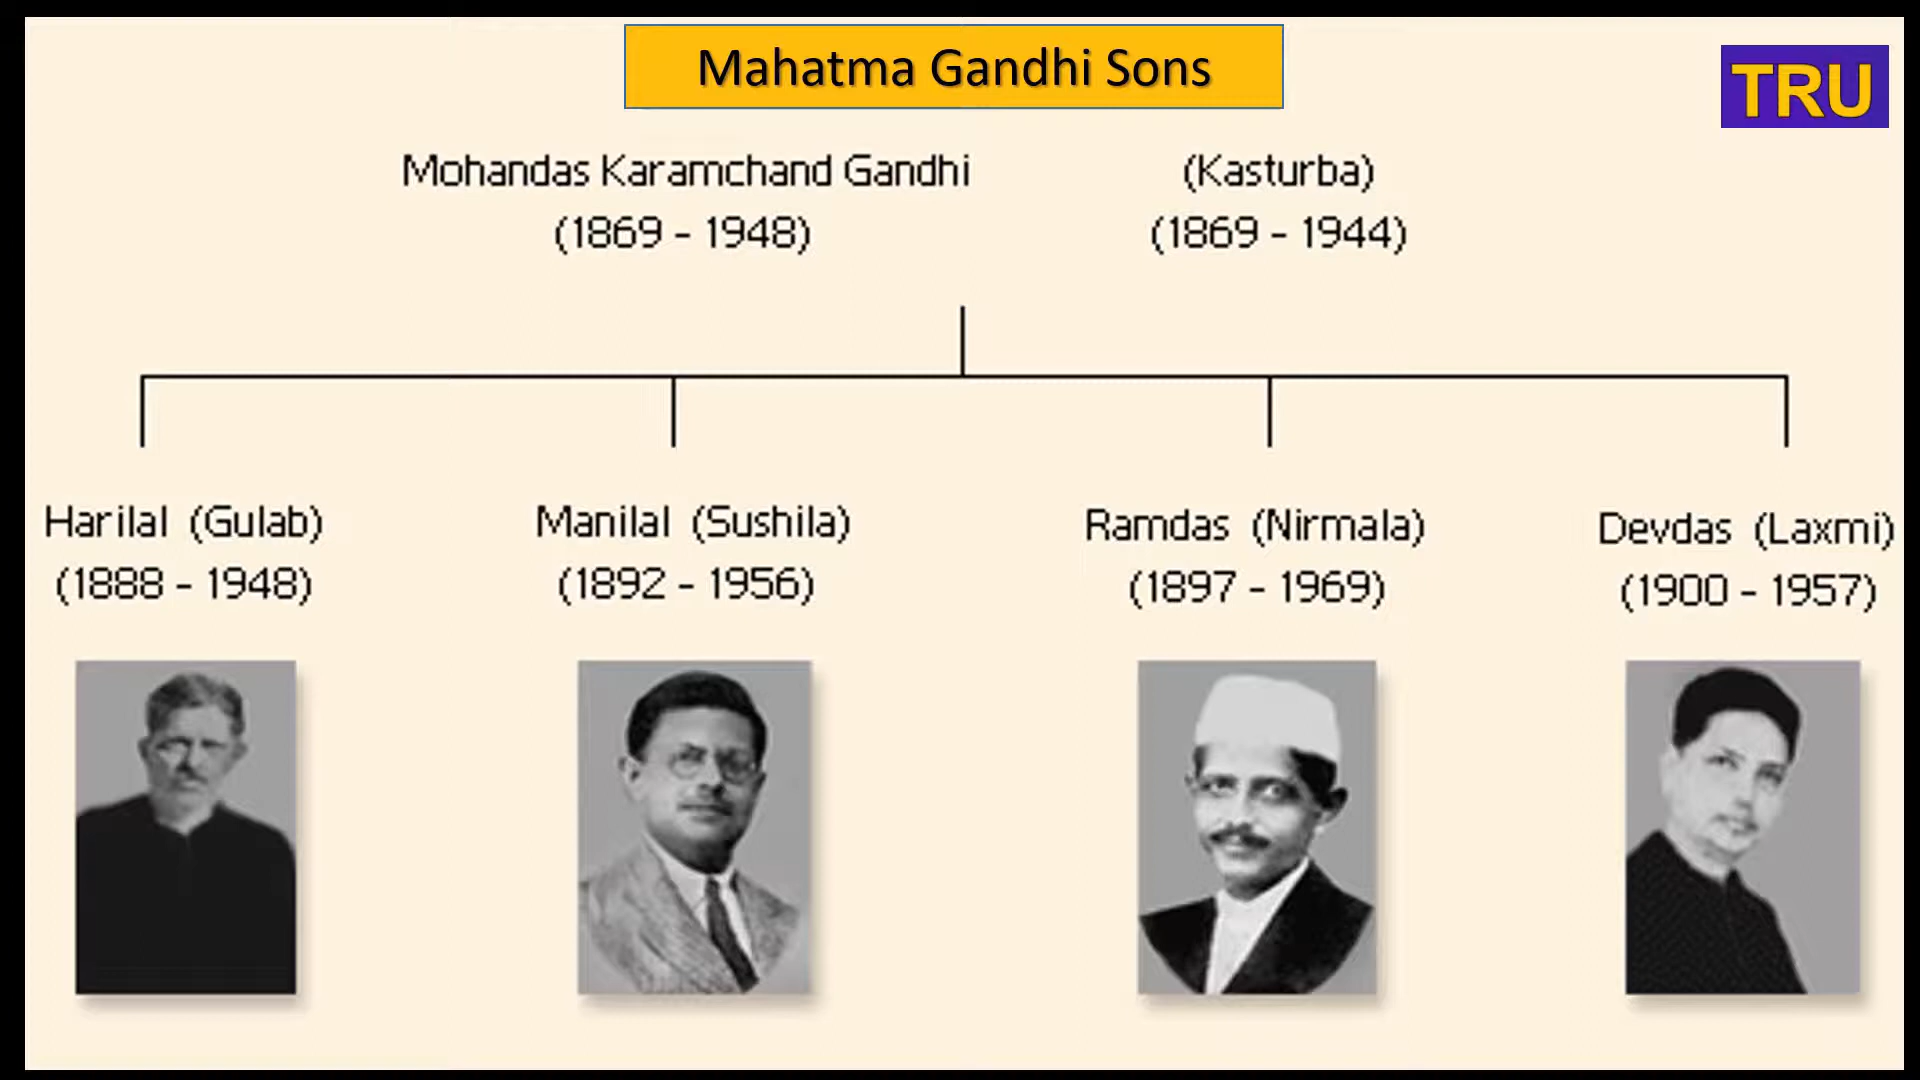 Mahatma Gandhi Sons
TRU
Mohandas Karamchand Gandhi (Kasturba)
(1869 - 1948) (1869 - 1944)
Harilal (Gulab) Manilal (Sushila) Ramdas (Nirmala) Devdas (Laxmi)
(1888 - 1948) (1892 - 1956) (1897 - 1969) (1900 - 1957)